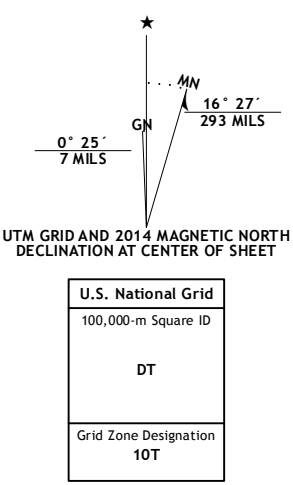 ★
MN
16° 27´
293 MILS
GN
0° 25´
7 MILS
UTM GRID AND 2014 MAGNETIC NORTH
DECLINATION AT CENTER OF SHEET
U.S. National Grid
100,000-m Square ID
DT
Grid Zone Designation
10T